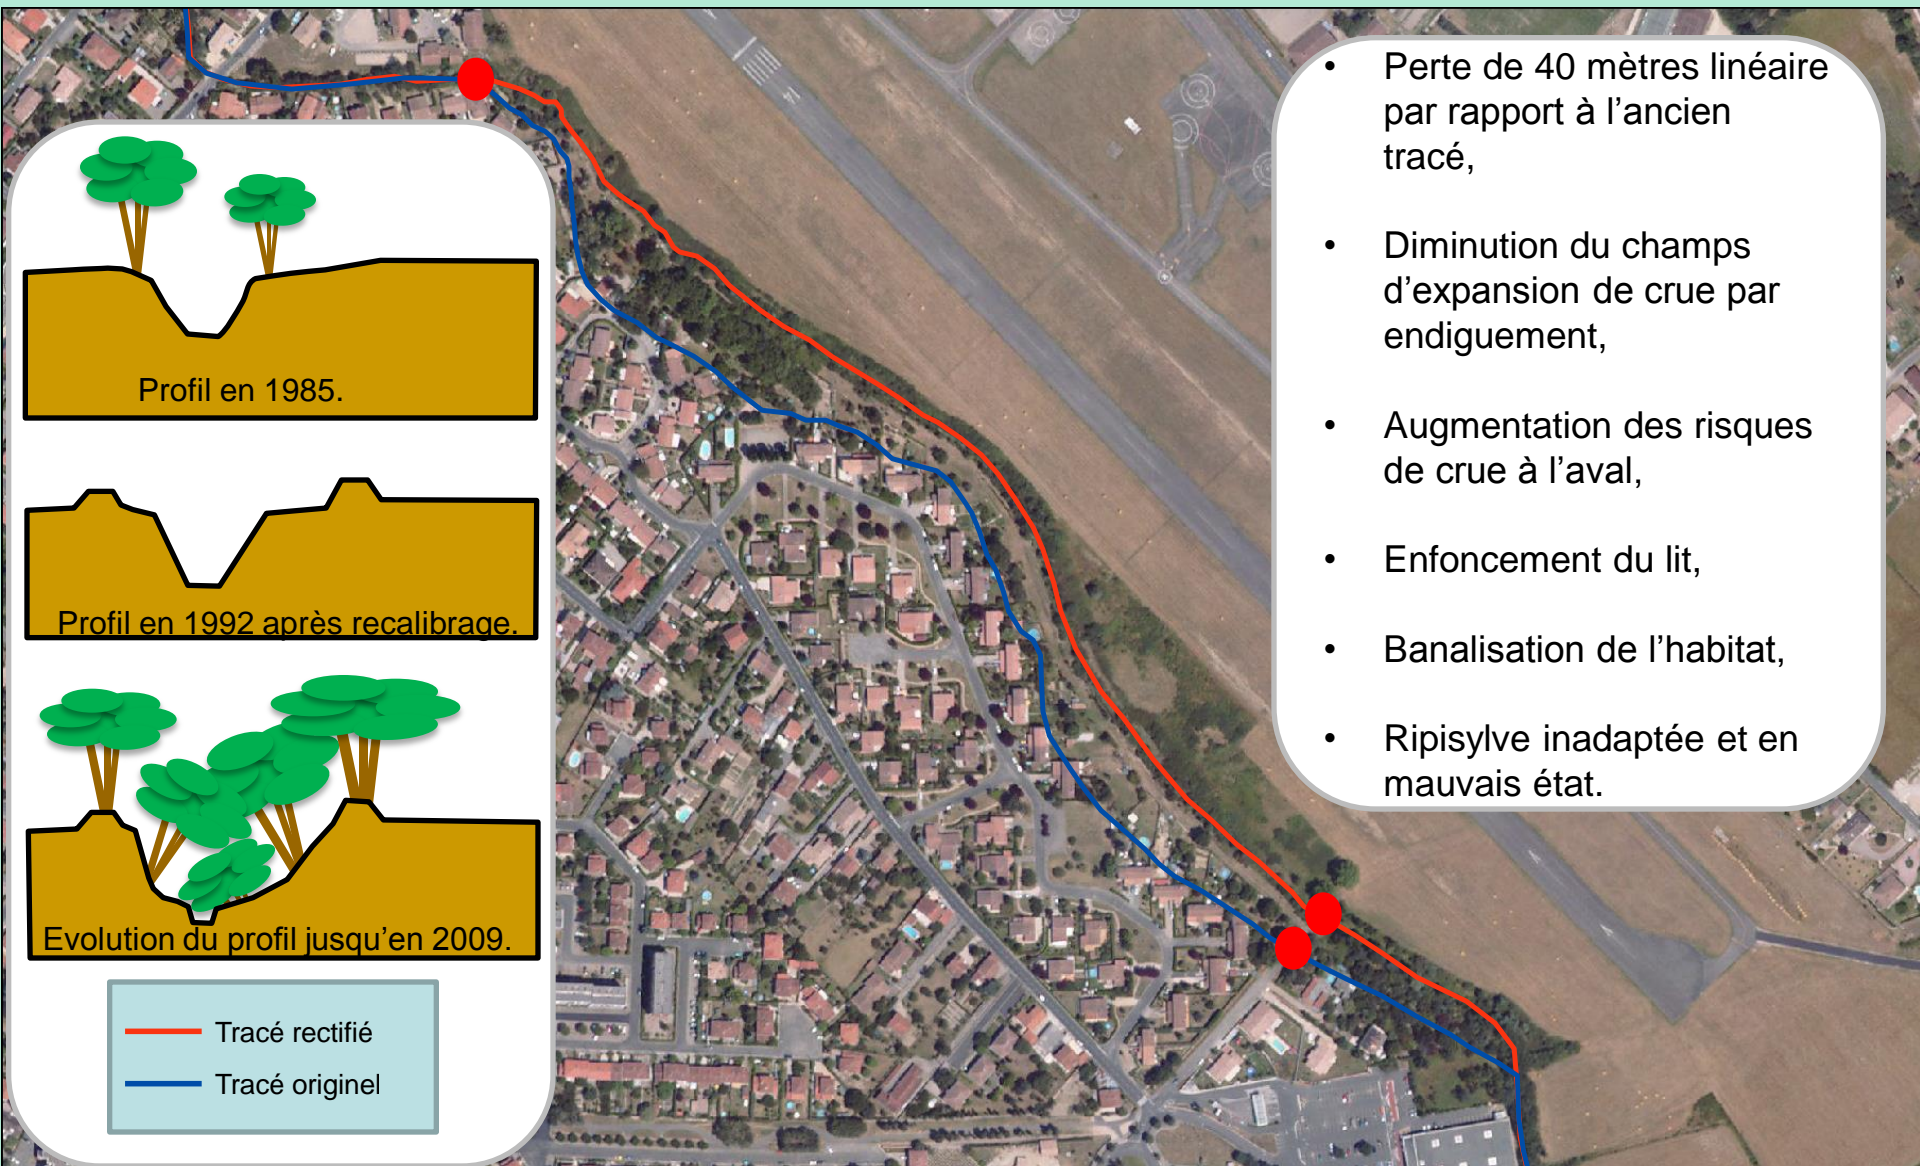 Profil en 1985.
Profil en 1992 après recalibrage.
Evolution du profil jusqu’en 2009.
Tracé rectifié
Tracé originel
• Perte de 40 mètres linéaire
par rapport à l’ancien
tracé,
• Diminution du champs
d’expansion de crue par
endiguement,
• Augmentation des risques
de crue à l’aval,
• Enfoncement du lit,
• Banalisation de l’habitat,
• Ripisylve inadaptée et en
mauvais état.